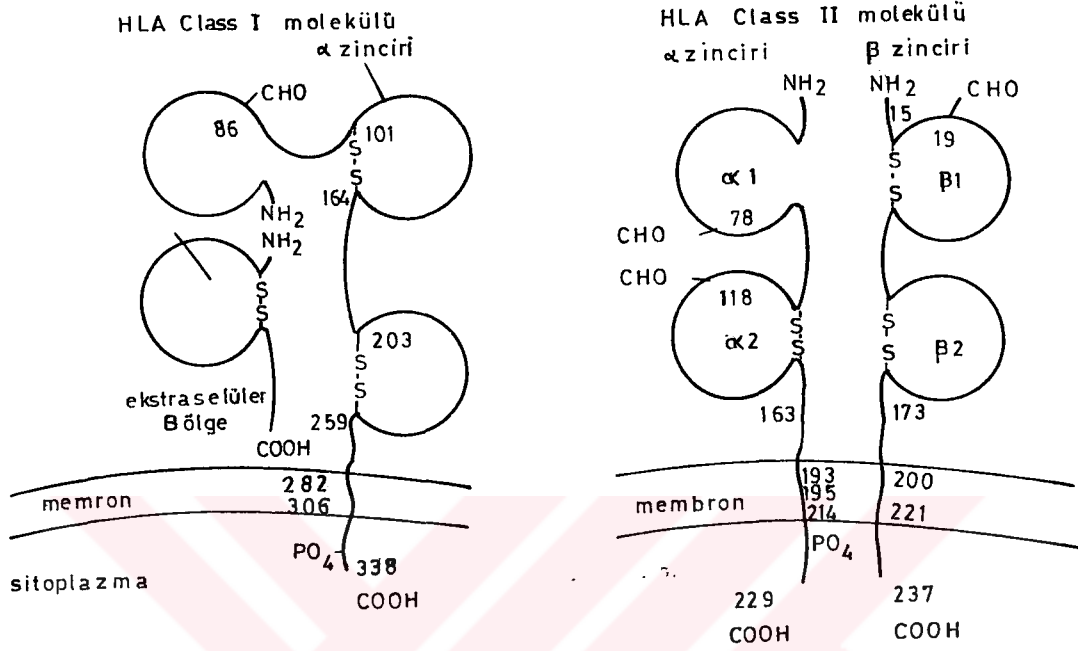 HLA Class I molekülü
α zinciri
CHO
86
101
S
S
164
NH2
NH2
S
S
203
S
S
ekstraselüler
Bölge
259
COOH
282
memron
306
PO4
338
sitoplazma
COOH
HLA Class II molekülü
α zinciri
β zinciri
NH2
NH2
CHO
15
19
S
S
α1
β1
78
CHO
CHO
118
S
S
S
S
α2
β2
163
173
193
200
195
membron
214
221
PO4
229
237
COOH
COOH